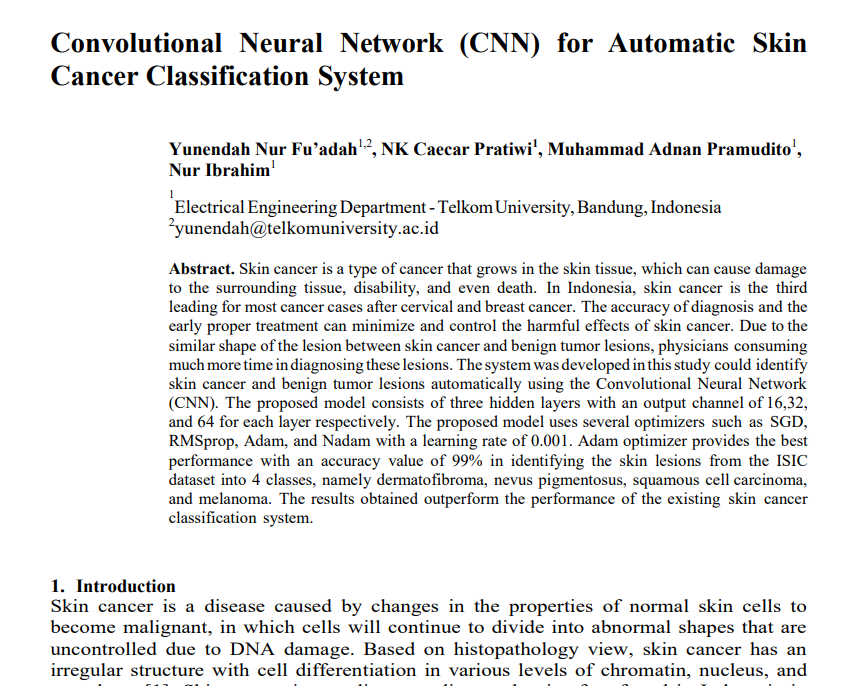 Convolutional Neural Network (CNN) for Automatic Skin
Cancer Classification System
Yunendah Nur Fu’adah1,2, NK Caecar Pratiwi1, Muhammad Adnan Pramudito1,
Nur Ibrahim1
1Electrical Engineering Department - Telkom University, Bandung, Indonesia
2yunendah@telkomuniversity.ac.id
Abstract. Skin cancer is a type of cancer that grows in the skin tissue, which can cause damage
to the surrounding tissue, disability, and even death. In Indonesia, skin cancer is the third
leading for most cancer cases after cervical and breast cancer. The accuracy of diagnosis and the
early proper treatment can minimize and control the harmful effects of skin cancer. Due to the
similar shape of the lesion between skin cancer and benign tumor lesions, physicians consuming
much more time in diagnosing these lesions. The system was developed in this study could identify
skin cancer and benign tumor lesions automatically using the Convolutional Neural Network
(CNN). The proposed model consists of three hidden layers with an output channel of 16,32,
and 64 for each layer respectively. The proposed model uses several optimizers such as SGD,
RMSprop, Adam, and Nadam with a learning rate of 0.001. Adam optimizer provides the best
performance with an accuracy value of 99% in identifying the skin lesions from the ISIC
dataset into 4 classes, namely dermatofibroma, nevus pigmentosus, squamous cell carcinoma,
and melanoma. The results obtained outperform the performance of the existing skin cancer
classification system.
1. Introduction
Skin cancer is a disease caused by changes in the properties of normal skin cells to
become malignant, in which cells will continue to divide into abnormal shapes that are
uncontrolled due to DNA damage. Based on histopathology view, skin cancer has an
irregular structure with cell differentiation in various levels of chromatin, nucleus, and